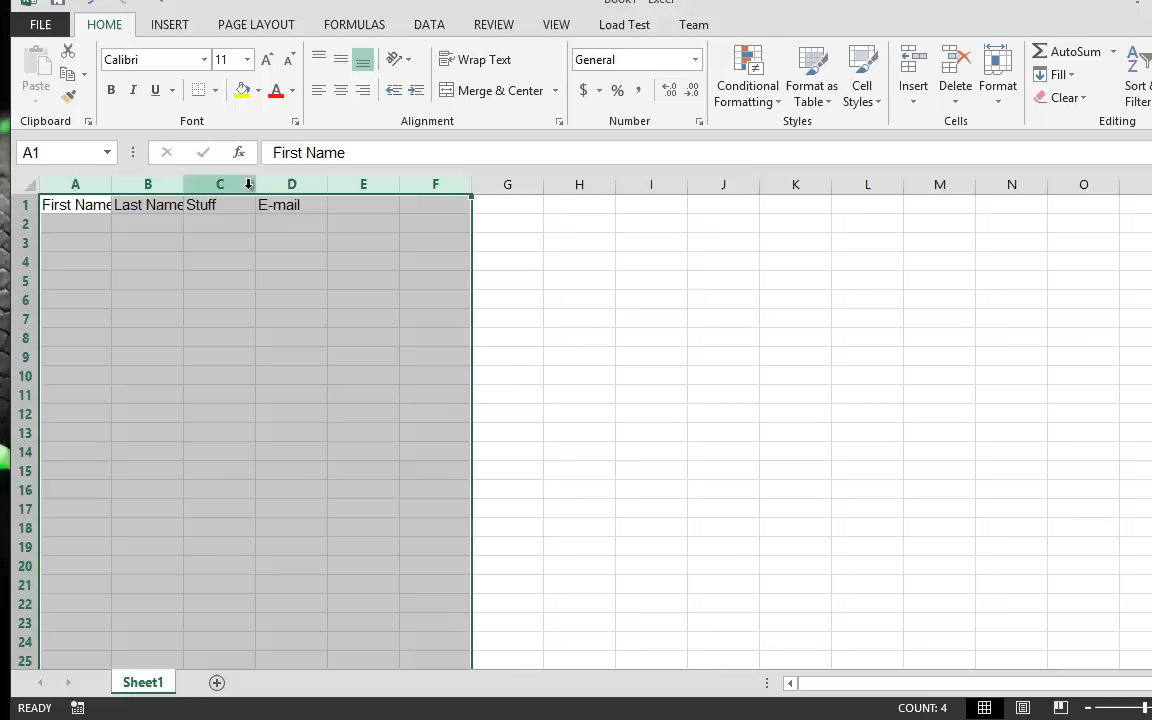 Book1 - Excel
FILE HOME INSERT PAGE LAYOUT FORMULAS DATA REVIEW VIEW Load Test Team
Paste
Calibri 11 A A
B I U A
Wrap Text
Merge & Center
General
$ % ,
Conditional Formatting
Format as Table
Cell Styles
Insert
Delete
Format
AutoSum
Fill
Clear
Sort &
Filter
Clipboard Font Alignment Number Styles Cells Editing
A1 fx First Name
A B C D E F G H I J K L M N O
1 First Name Last Name Stuff E-mail
2
3
4
5
6
7
8
9
10
11
12
13
14
15
16
17
18
19
20
21
22
23
24
25
Sheet1
READY COUNT: 4